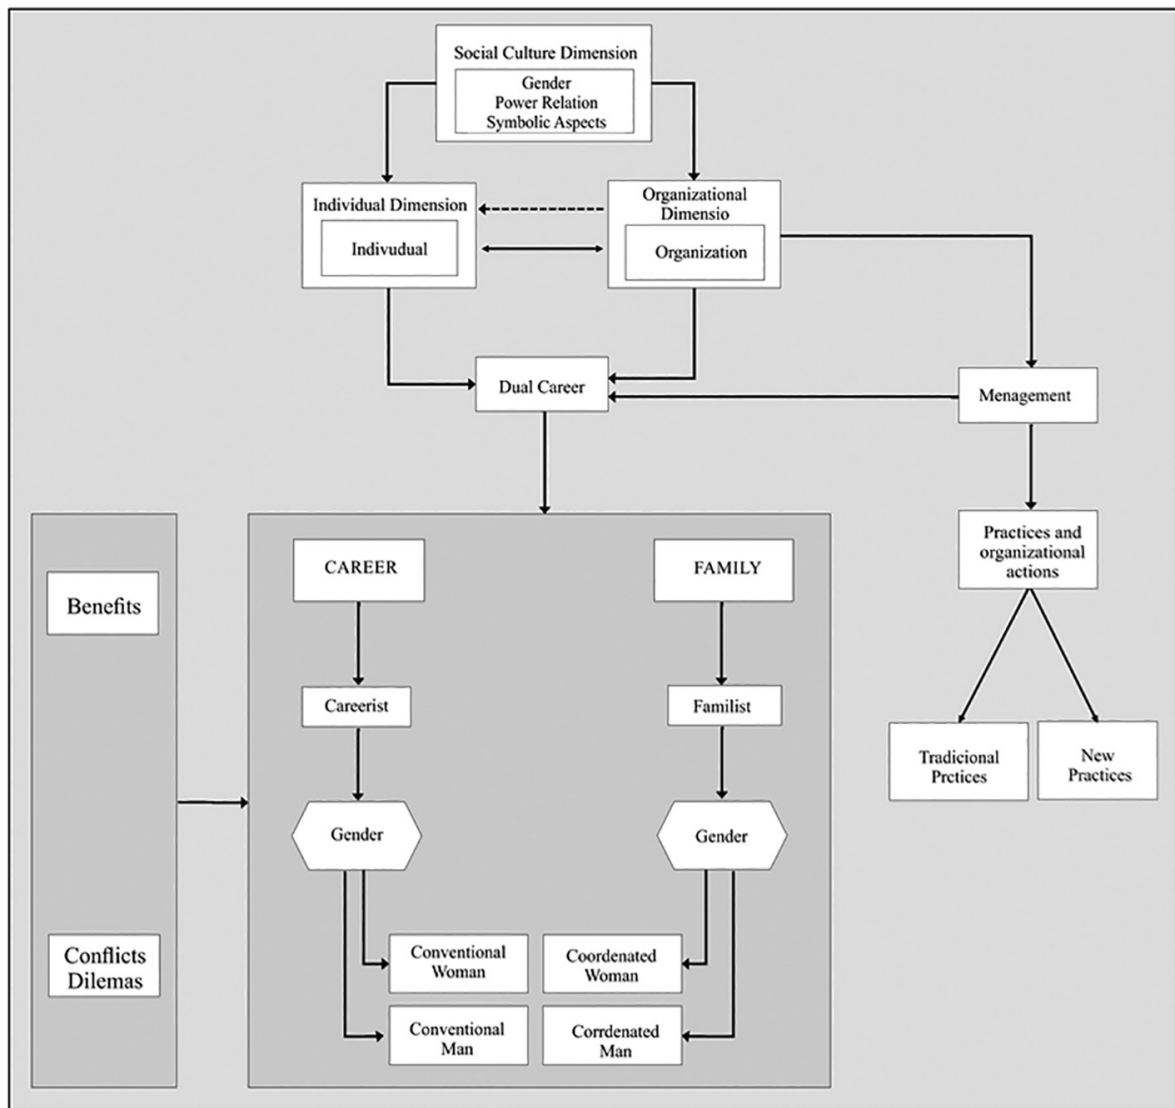 Social Culture Dimension
Gender
Power Relation
Symbolic Aspects
Individual Dimension
Indivudual
Organizational
Dimensio
Organization
Dual Career
Menagement
Practices and
organizational
actions
Tradicional
Prctices
New
Practices
Benefits
Conflicts
Dilemas
CAREER
FAMILY
Careerist
Familist
Gender
Gender
Conventional
Woman
Coordenated
Woman
Conventional
Man
Corrdenated
Man